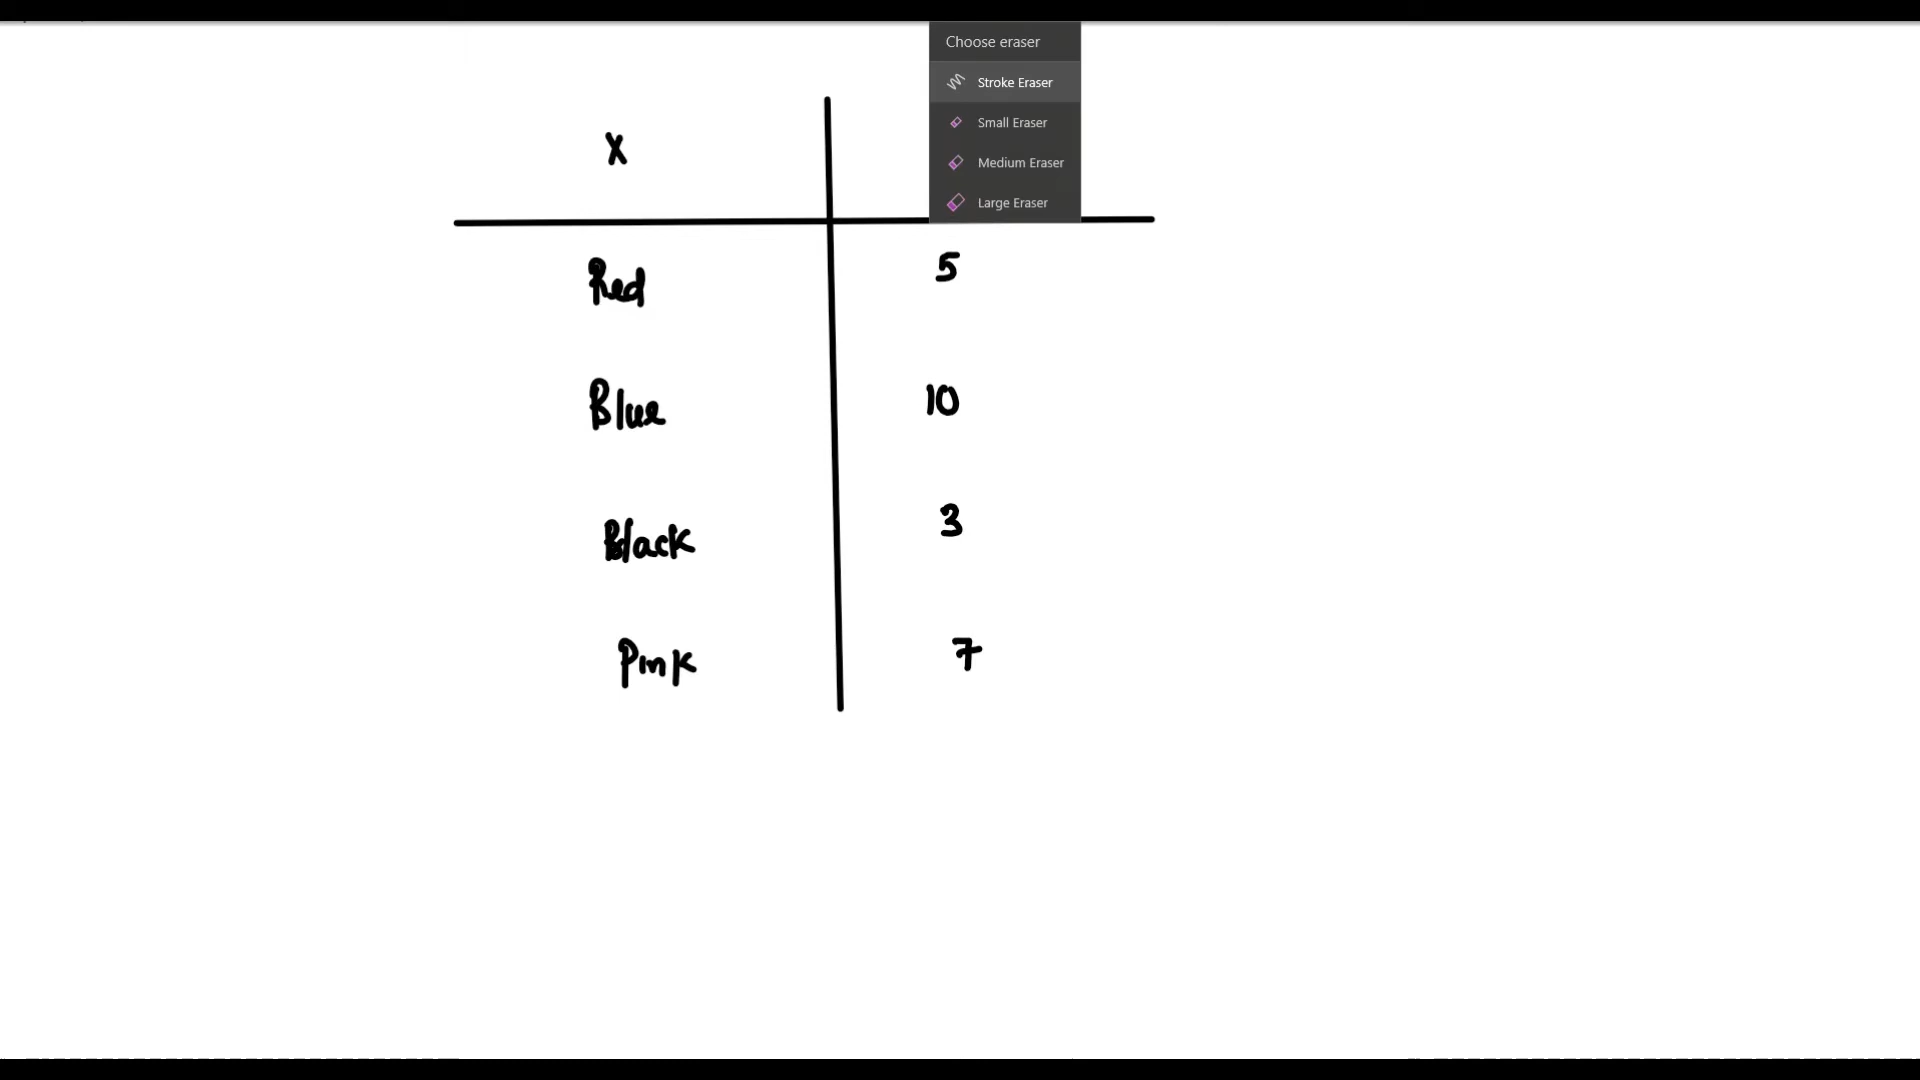 Choose eraser
Stroke Eraser
Small Eraser
Medium Eraser
Large Eraser
X
Red 5
Blue 10
Black 3
Pink 7